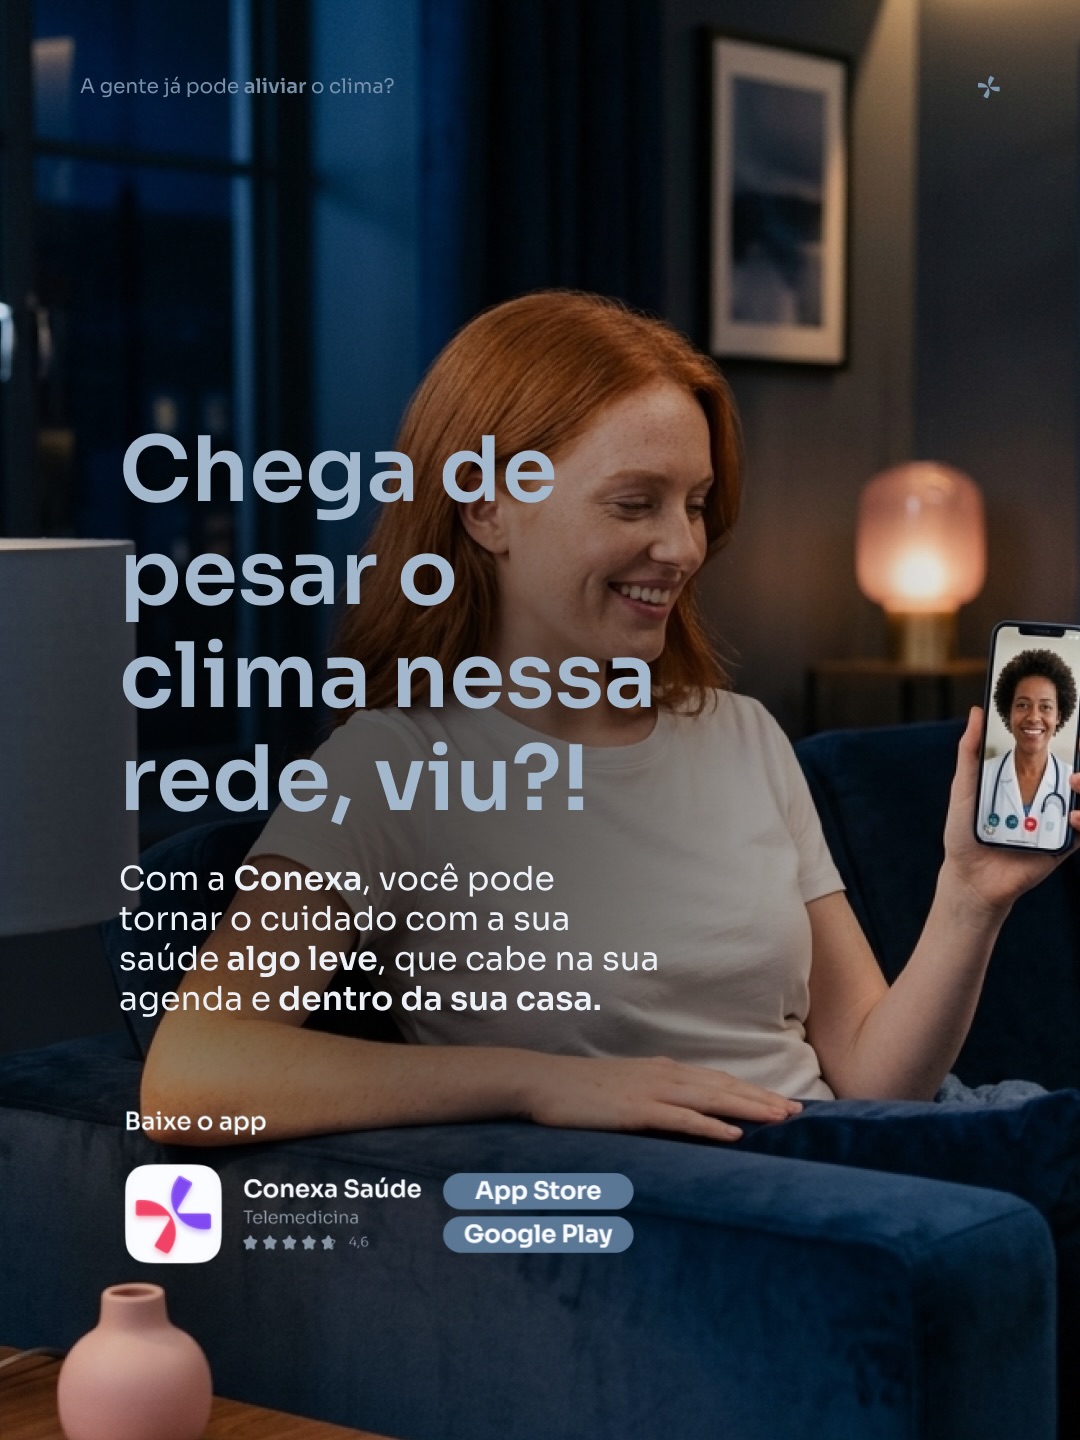 A gente já pode aliviar o clima?
Chega de
pesar o
clima nessa
rede, viu?!
Com a Conexa, você pode
tornar o cuidado com a sua
saúde algo leve, que cabe na sua
agenda e dentro da sua casa.
Baixe o app
Conexa Saúde
Telemedicina
4,6
App Store
Google Play